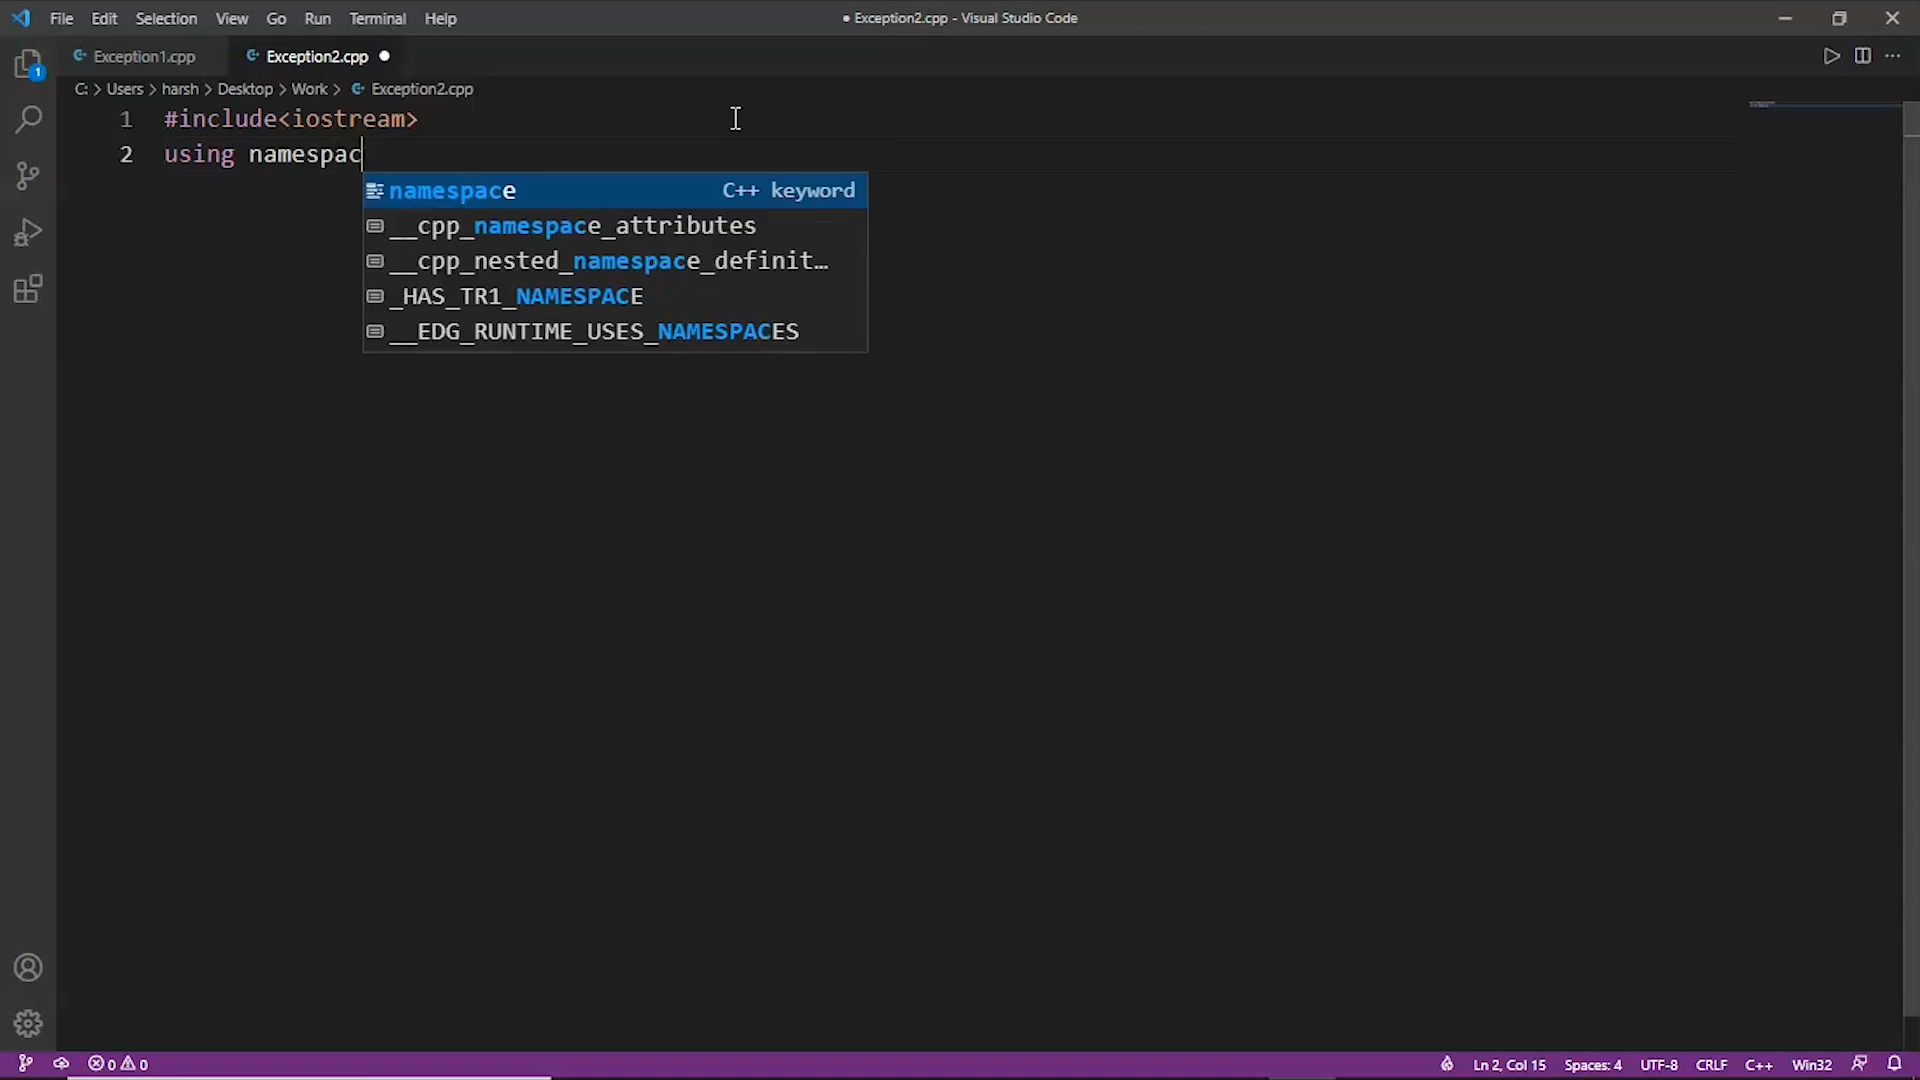 File Edit Selection View Go Run Terminal Help
● Exception2.cpp - Visual Studio Code
Exception1.cpp
Exception2.cpp ●
C: > Users > harsh > Desktop > Work > Exception2.cpp
1 #include<iostream>
2 using namespac
namespace C++ keyword
__cpp_namespace_attributes
__cpp_nested_namespace_definit…
_HAS_TR1_NAMESPACE
__EDG_RUNTIME_USES_NAMESPACES
1
0 0 Ln 2, Col 15 Spaces: 4 UTF-8 CRLF C++ Win32